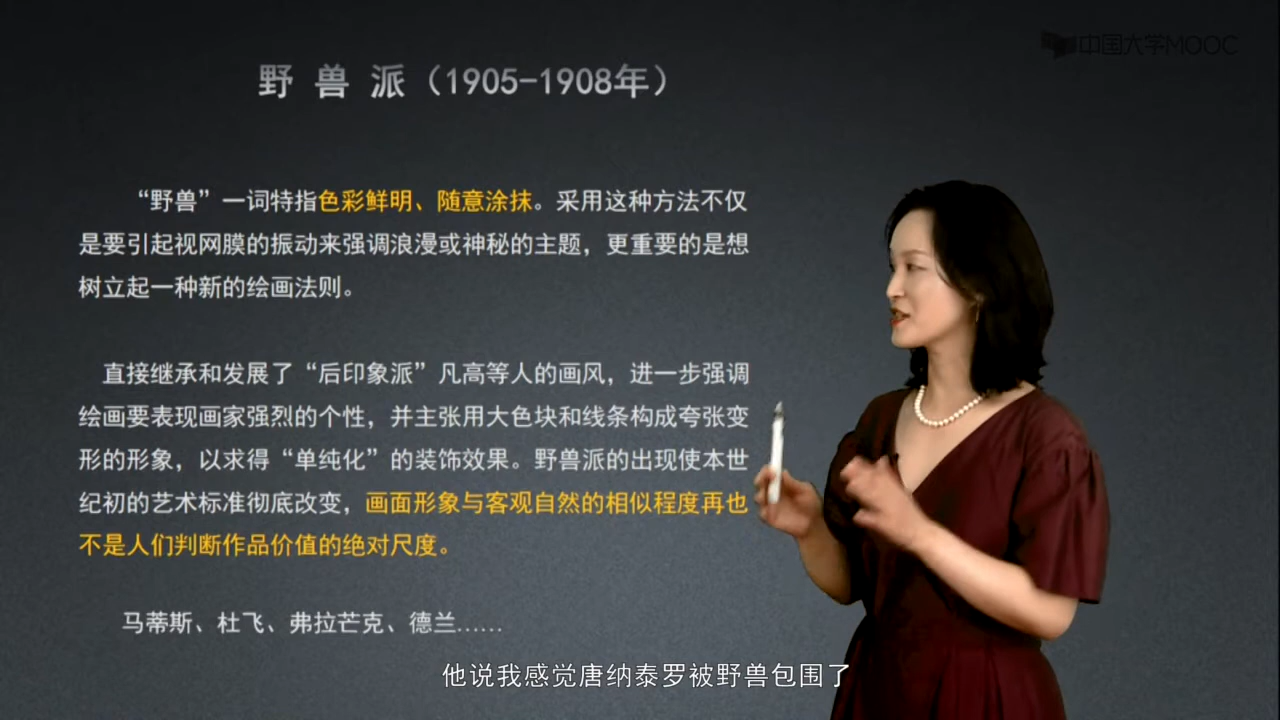 中国大学MOOC
野 兽 派（1905-1908年）
“野兽”一词特指色彩鲜明、随意涂抹。采用这种方法不仅
是要引起视网膜的振动来强调浪漫或神秘的主题，更重要的是想
树立起一种新的绘画法则。
直接继承和发展了“后印象派”凡高等人的画风，进一步强调
绘画要表现画家强烈的个性，并主张用大色块和线条构成夸张变
形的形象，以求得“单纯化”的装饰效果。野兽派的出现使本世
纪初的艺术标准彻底改变，画面形象与客观自然的相似程度再也
不是人们判断作品价值的绝对尺度。
马蒂斯、杜飞、弗拉芒克、德兰……
他说我感觉唐纳泰罗被野兽包围了